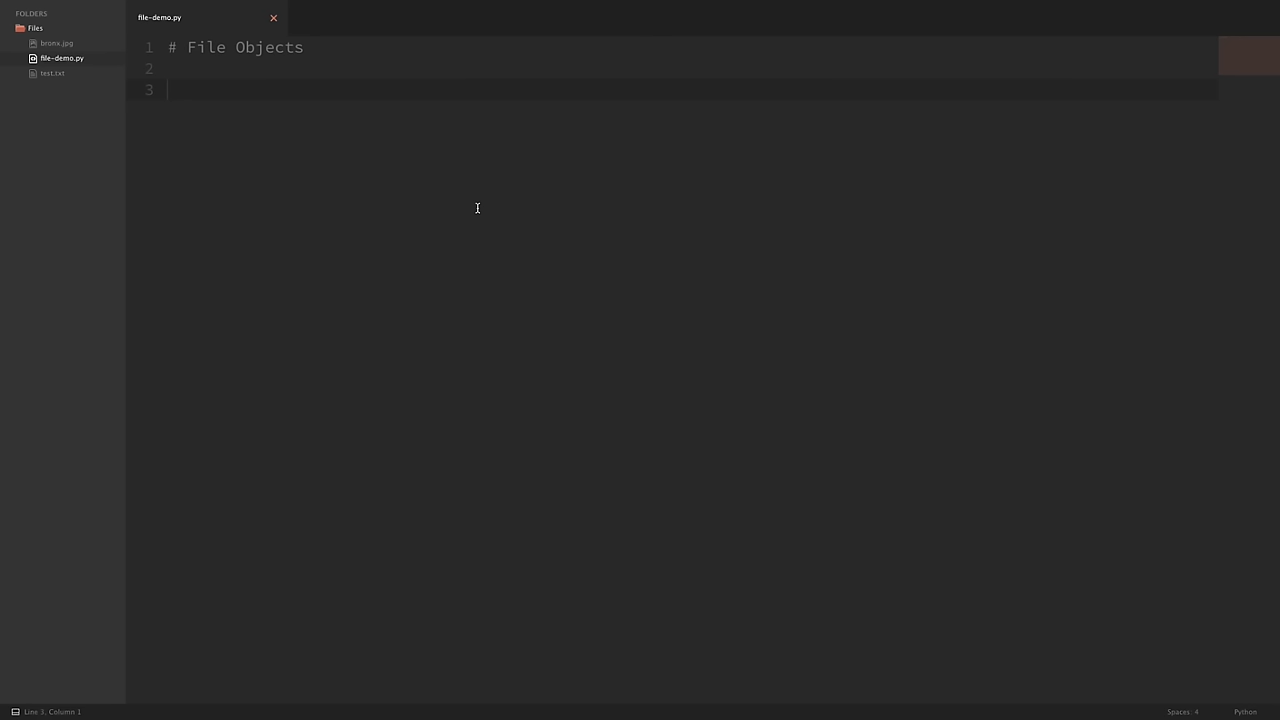 FOLDERS
Files
bronx.jpg
file-demo.py
test.txt
file-demo.py
1 # File Objects
2
3
Line 3, Column 1
Spaces: 4
Python